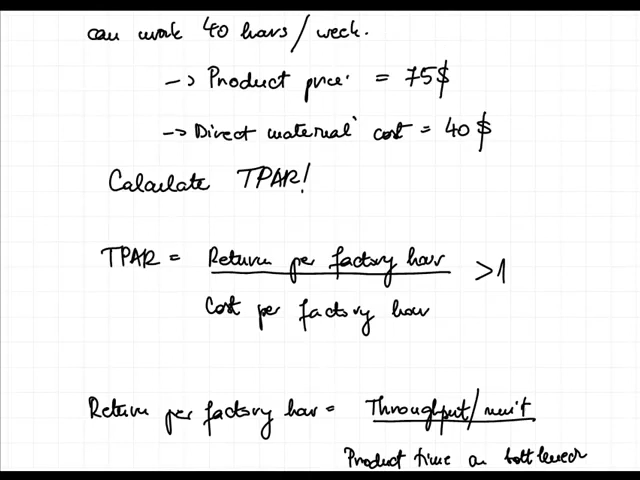 can work 40 hours / week.
-> Product price = 75$
-> Direct material cost = 40$
Calculate TPAR!
TPAR = Return per factory hour > 1
Cost per factory hour
Return per factory hour = Throughput / unit
Product time on bottleneck